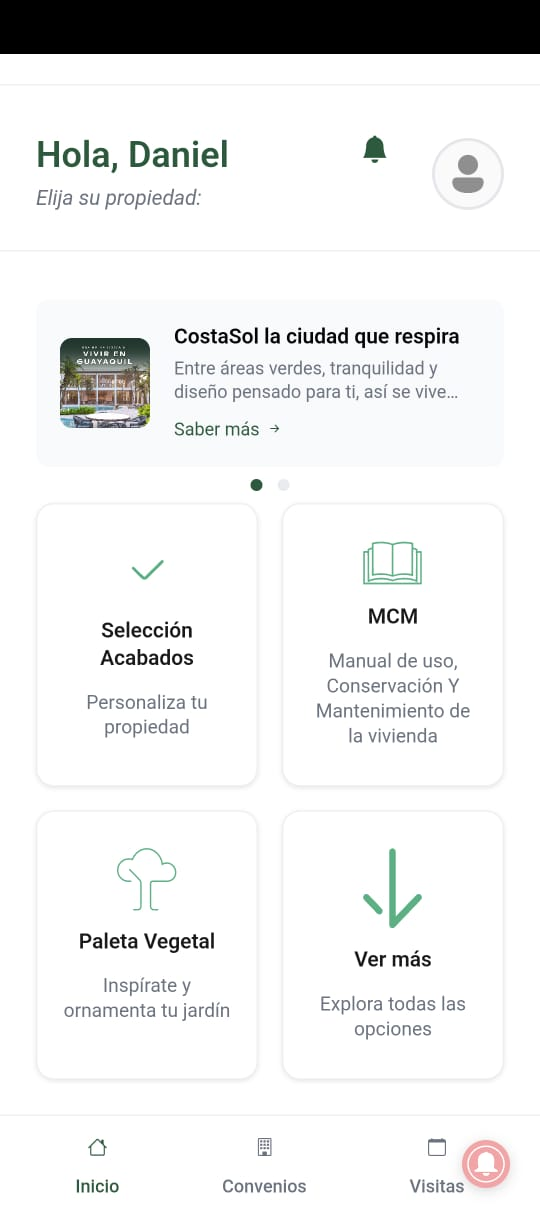 Hola, Daniel
Elija su propiedad:
VIVIR EN
GUAYAQUIL
CostaSol la ciudad que respira
Entre áreas verdes, tranquilidad y
diseño pensado para ti, así se vive…
Saber más →
Selección
Acabados
Personaliza tu
propiedad
MCM
Manual de uso,
Conservación Y
Mantenimiento de
la vivienda
Paleta Vegetal
Inspírate y
ornamenta tu jardín
Ver más
Explora todas las
opciones
Inicio
Convenios
Visitas